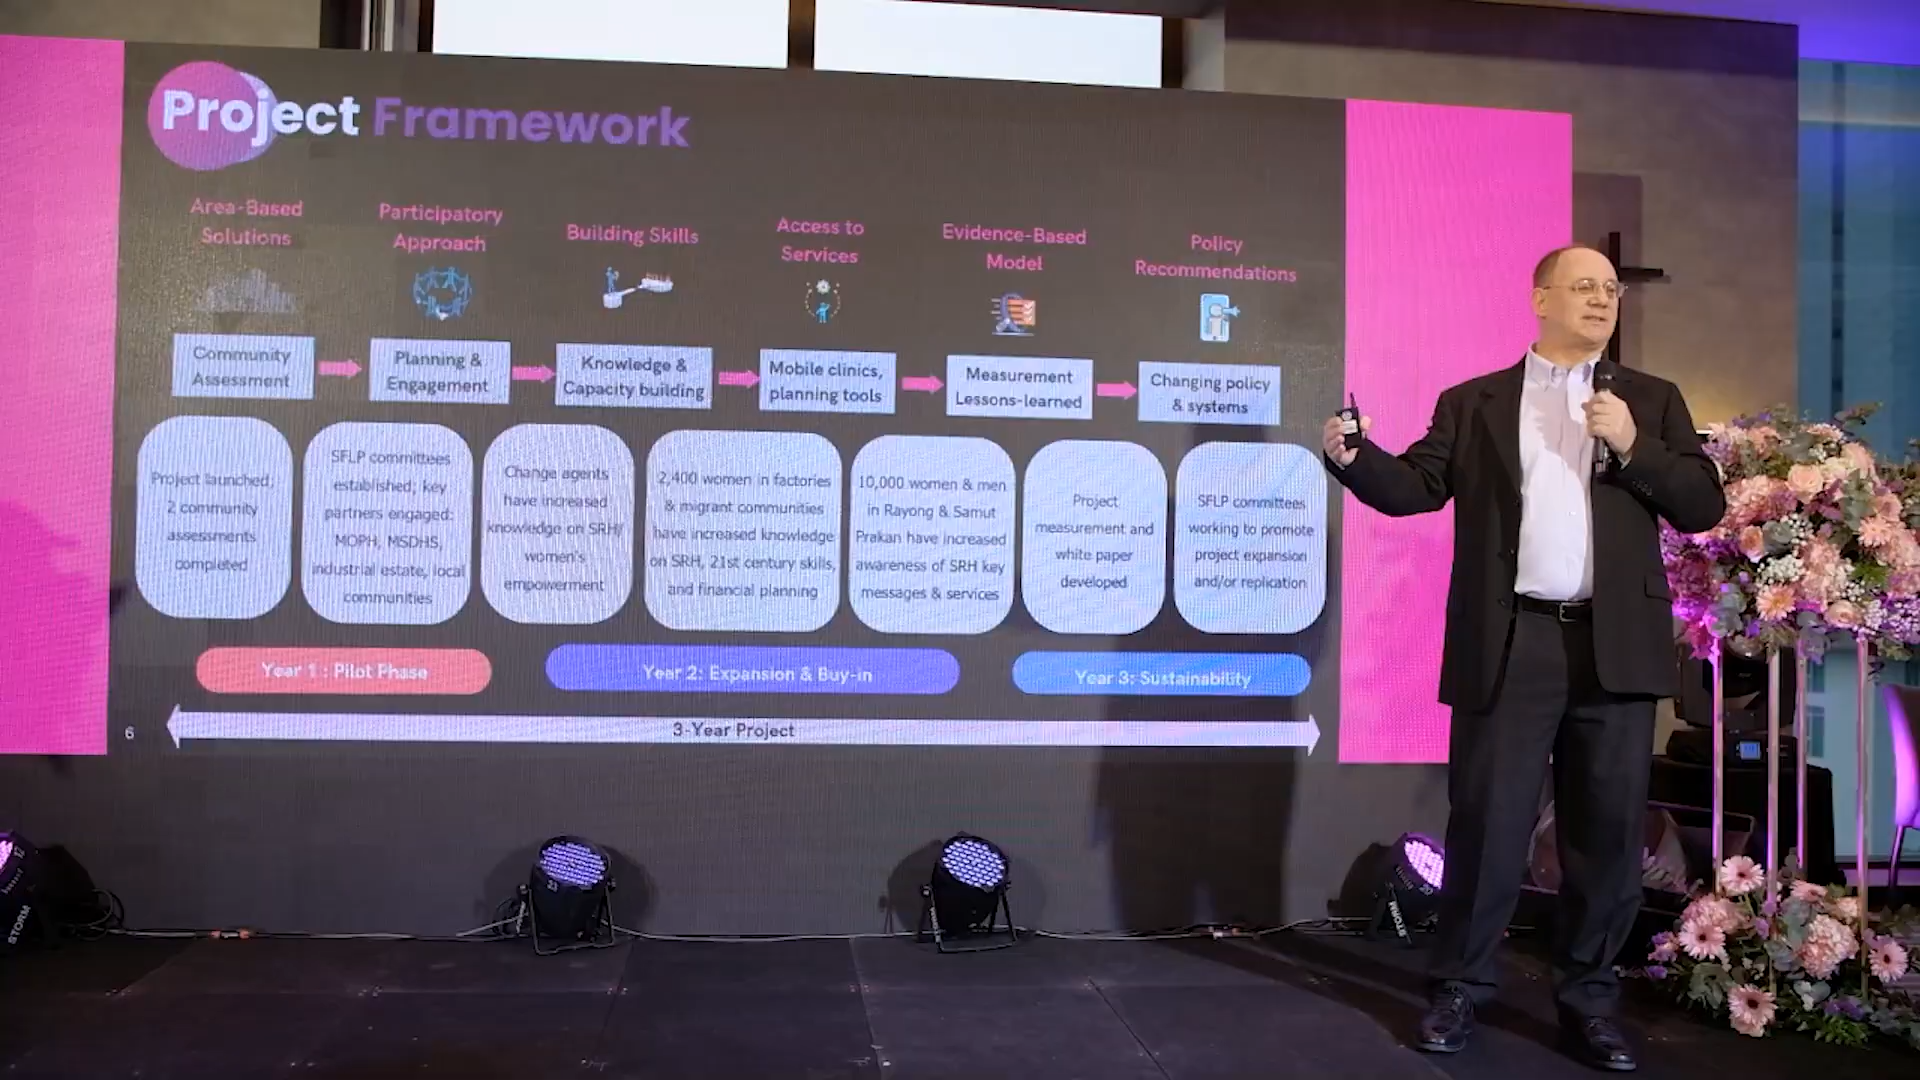 Project Framework
Area-Based
Solutions
Participatory
Approach
Building Skills
Access to
Services
Evidence-Based
Model
Policy
Recommendations
Community
Assessment
Planning &
Engagement
Knowledge &
Capacity building
Mobile clinics,
planning tools
Measurement
Lessons-learned
Changing policy
& systems
Project launched;
2 community
assessments
completed
SFLP committees
established; key
partners engaged:
MOPH, MSDHS,
industrial estate, local
communities
Change agents
have increased
knowledge on SRH/
women's
empowerment
2,400 women in factories
& migrant communities
have increased knowledge
on SRH, 21st century skills,
and financial planning
10,000 women & men
in Rayong & Samut
Prakan have increased
awareness of SRH key
messages & services
Project
measurement and
white paper
developed
SFLP committees
working to promote
project expansion
and/or replication
Year 1 : Pilot Phase
Year 2: Expansion & Buy-in
Year 3: Sustainability
3-Year Project
6
STORM
STORM